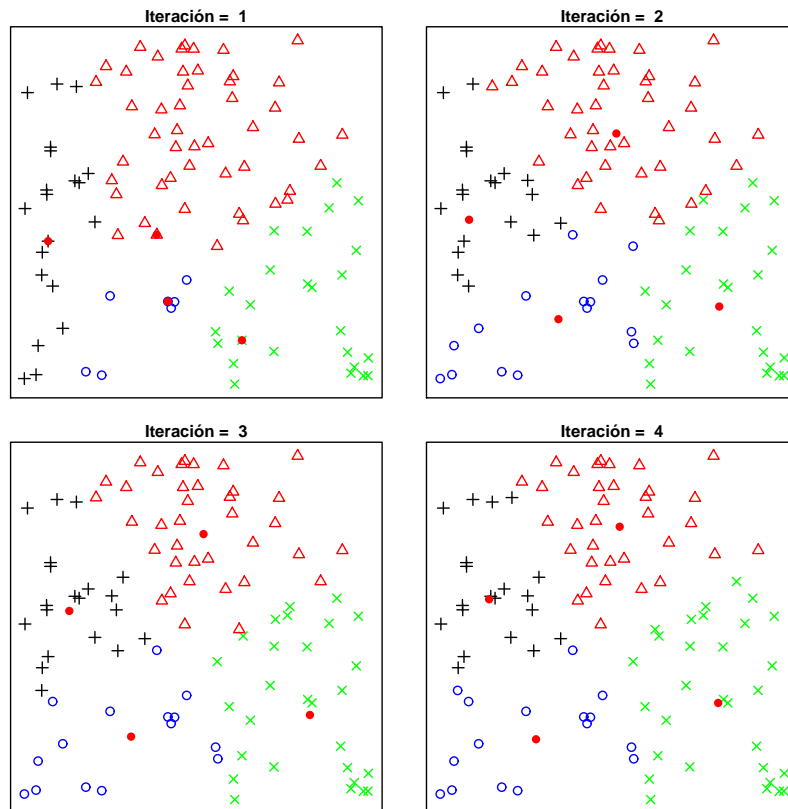 Iteración = 1
Iteración = 2
Iteración = 3
Iteración = 4